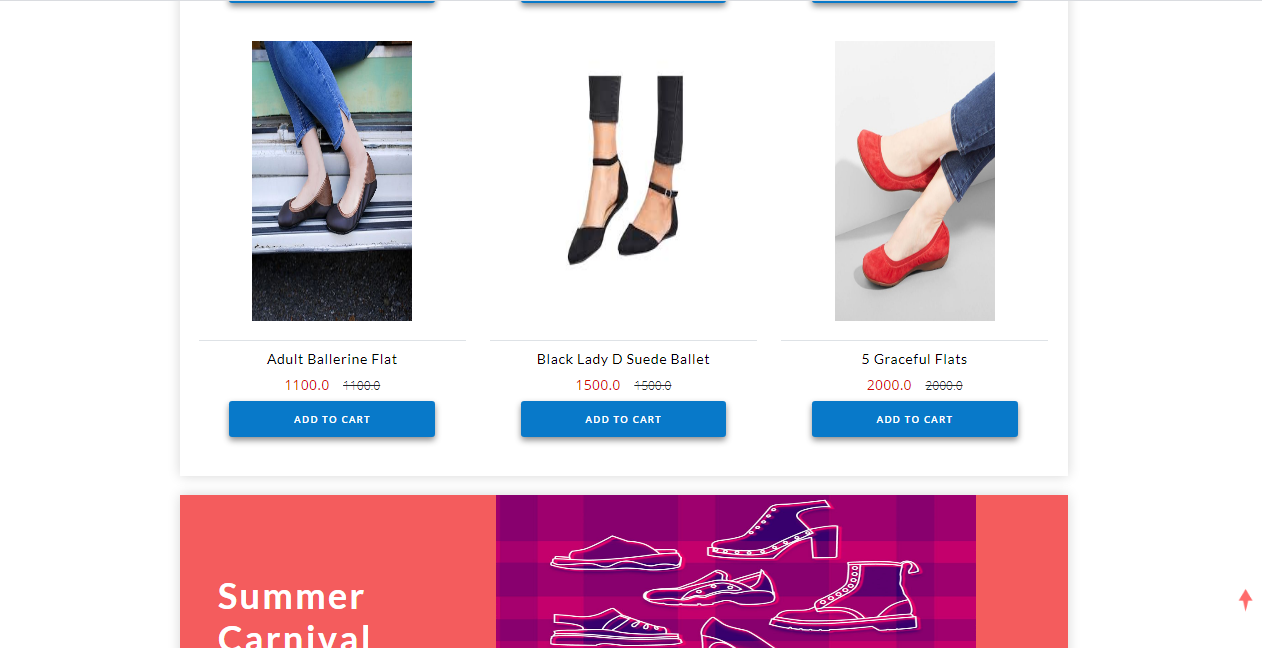 Adult Ballerine Flat
1100.0 1100.0
ADD TO CART
Black Lady D Suede Ballet
1500.0 1500.0
ADD TO CART
5 Graceful Flats
2000.0 2000.0
ADD TO CART
Summer
Carnival